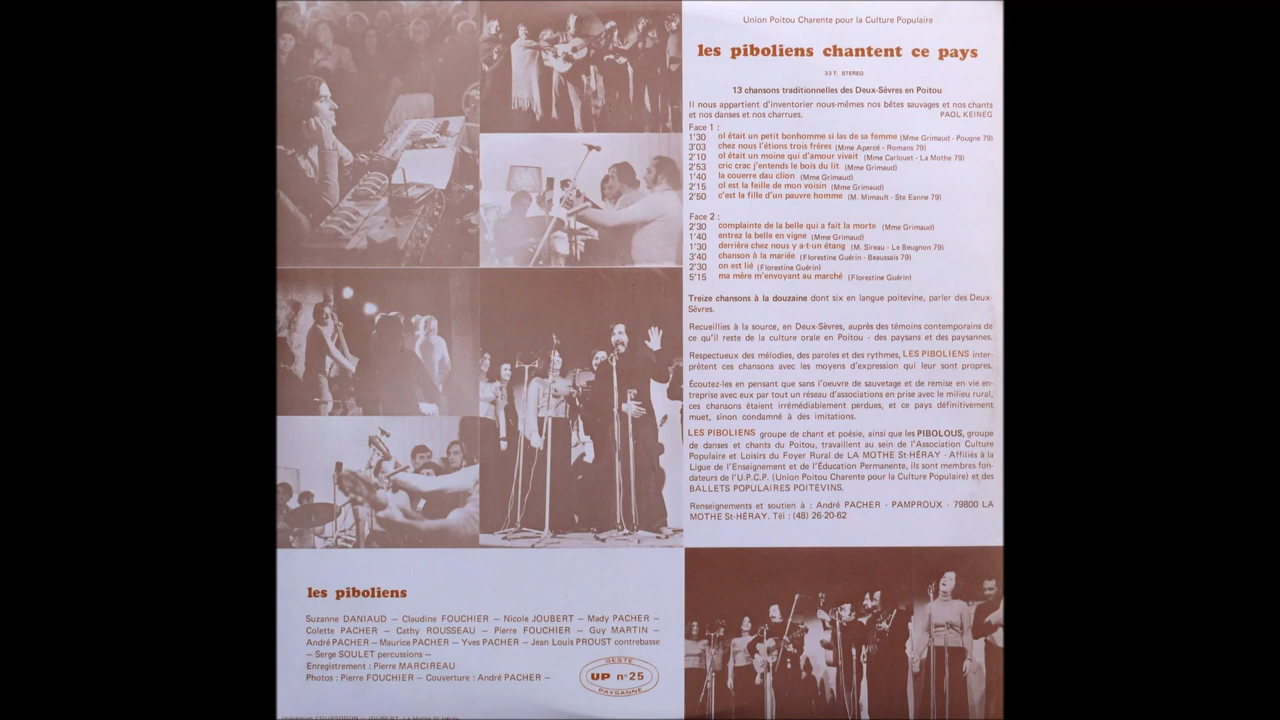 Union Poitou Charente pour la Culture Populaire
les piboliens chantent ce pays
33 T. STEREO
13 chansons traditionnelles des Deux-Sèvres en Poitou
Il nous appartient d'inventorier nous-mêmes nos bêtes sauvages et nos chants
et nos danses et nos charrues. PAOL KEINEG
Face 1 :
1'30 ol était un petit bonhomme si las de sa femme (Mme Grimaud - Pougne 79)
3'03 chez nous l'étions trois frères (Mme Apercé - Romans 79)
2'10 ol était un moine qui d'amour vivait (Mme Carlouet - La Mothe 79)
2'53 cric crac j'entends le bois du lit (Mme Grimaud)
1'40 la couerre dau clion (Mme Grimaud)
2'15 ol est la feille de mon voisin (Mme Grimaud)
2'50 c'est la fille d'un pauvre homme (M. Mimault - Ste Eanne 79)
Face 2 :
2'30 complainte de la belle qui a fait la morte (Mme Grimaud)
1'40 entrez la belle en vigne (Mme Grimaud)
1'30 derrière chez nous y a-t-un étang (M. Sireau - Le Beugnon 79)
3'40 chanson à la mariée (Florestine Guérin - Beaussais 79)
2'30 on est lié (Florestine Guérin)
5'15 ma mère m'envoyant au marché (Florestine Guérin)
Treize chansons à la douzaine dont six en langue poitevine, parler des Deux-
Sèvres.
Recueillies à la source, en Deux-Sèvres, auprès des témoins contemporains de
ce qu'il reste de la culture orale en Poitou - des paysans et des paysannes.
Respectueux des mélodies, des paroles et des rythmes, LES PIBOLIENS inter-
prêtent ces chansons avec les moyens d'expression qui leur sont propres.
Écoutez-les en pensant que sans l'oeuvre de sauvetage et de remise en vie en-
treprise avec eux par tout un réseau d'associations en prise avec le milieu rural,
ces chansons étaient irrémédiablement perdues, et ce pays définitivement
muet, sinon condamné à des imitations.
LES PIBOLIENS groupe de chant et poésie, ainsi que les PIBOLOUS, groupe
de danses et chants du Poitou, travaillent au sein de l'Association Culture
Populaire et Loisirs du Foyer Rural de LA MOTHE St-HÉRAY - Affiliés à la
Ligue de l'Enseignement et de l'Éducation Permanente, ils sont membres fon-
dateurs de l'U.P.C.P. (Union Poitou Charente pour la Culture Populaire) et des
BALLETS POPULAIRES POITEVINS.
Renseignements et soutien à : André PACHER - PAMPROUX - 79800 LA
MOTHE St-HÉRAY. Tél : (48) 26-20-62
les piboliens
Suzanne DANIAUD — Claudine FOUCHIER — Nicole JOUBERT — Mady PACHER —
Colette PACHER — Cathy ROUSSEAU — Pierre FOUCHIER — Guy MARTIN —
André PACHER — Maurice PACHER — Yves PACHER — Jean Louis PROUST contrebasse
— Serge SOULET percussions —
Enregistrement : Pierre MARCIREAU
Photos : Pierre FOUCHIER — Couverture : André PACHER —
GESTE
UP n° 25
PAYSANNE
COURSODON — JOUBERT La Mothe St Héray